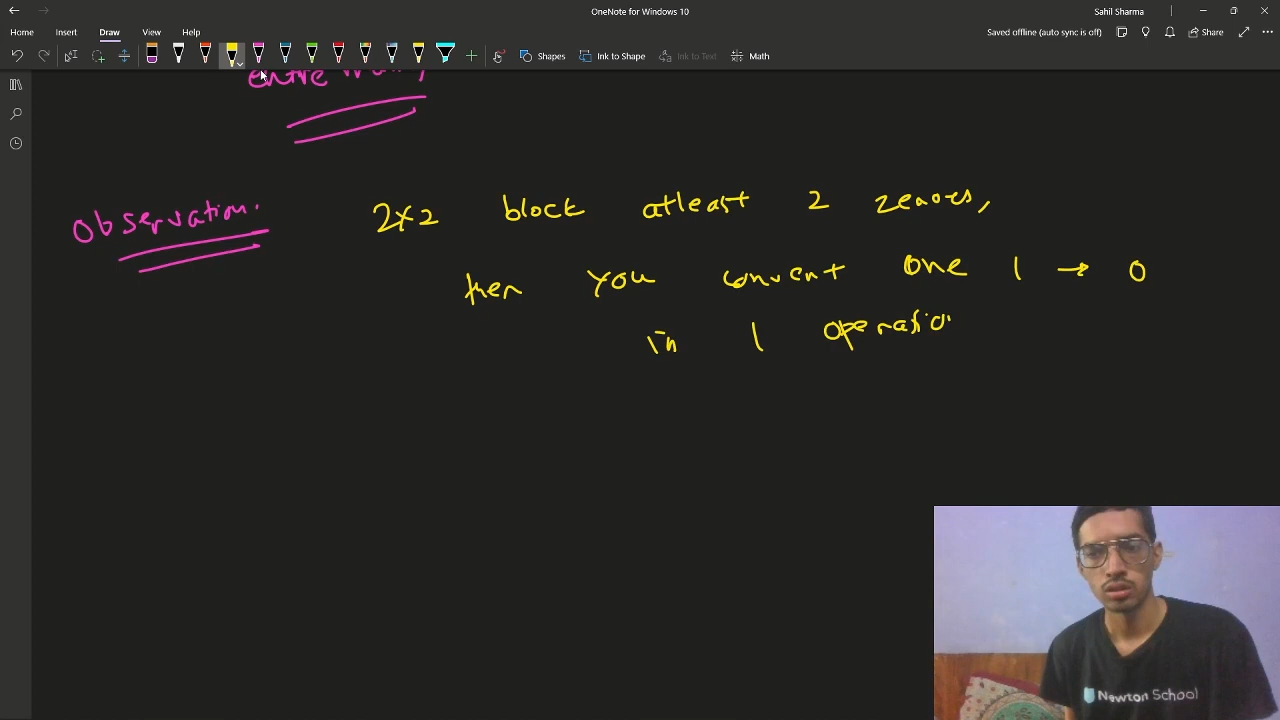 OneNote for Windows 10
Sahil Sharma
Home Insert Draw View Help
Saved offline (auto sync is off)
Share
Shapes
Ink to Shape
Ink to Text
Math
entire
Observation.
2x2 block atleast 2 zeroes,
then you convert one 1 → 0
in 1 operatio
Newton School